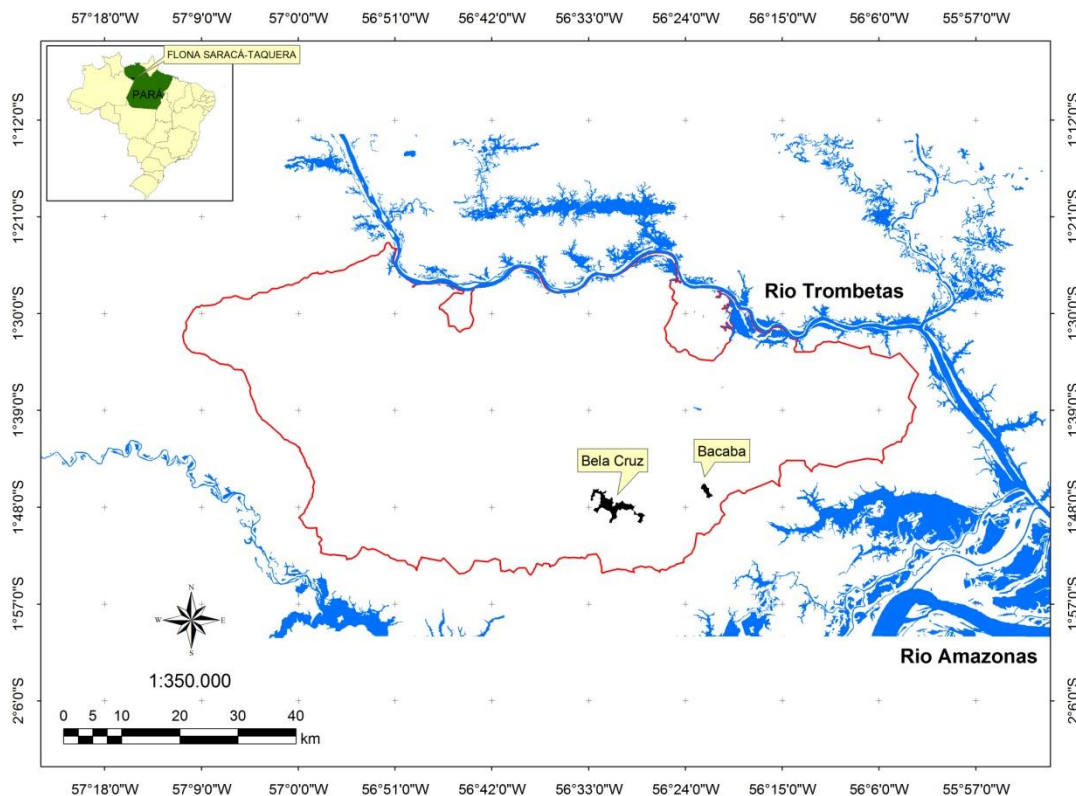 57°18'0"W 57°9'0"W 57°0'0"W 56°51'0"W 56°42'0"W 56°33'0"W 56°24'0"W 56°15'0"W 56°6'0"W 55°57'0"W
FLONA SARACÁ-TAQUERA
PARÁ
1°12'0"S 1°12'0"S
1°21'0"S 1°21'0"S
Rio Trombetas
1°30'0"S 1°30'0"S
1°39'0"S 1°39'0"S
Bela Cruz
Bacaba
1°48'0"S 1°48'0"S
1°57'0"S 1°57'0"S
N
W E
S
Rio Amazonas
1:350.000
2°6'0"S 2°6'0"S
0 5 10 20 30 40
km
57°18'0"W 57°9'0"W 57°0'0"W 56°51'0"W 56°42'0"W 56°33'0"W 56°24'0"W 56°15'0"W 56°6'0"W 55°57'0"W